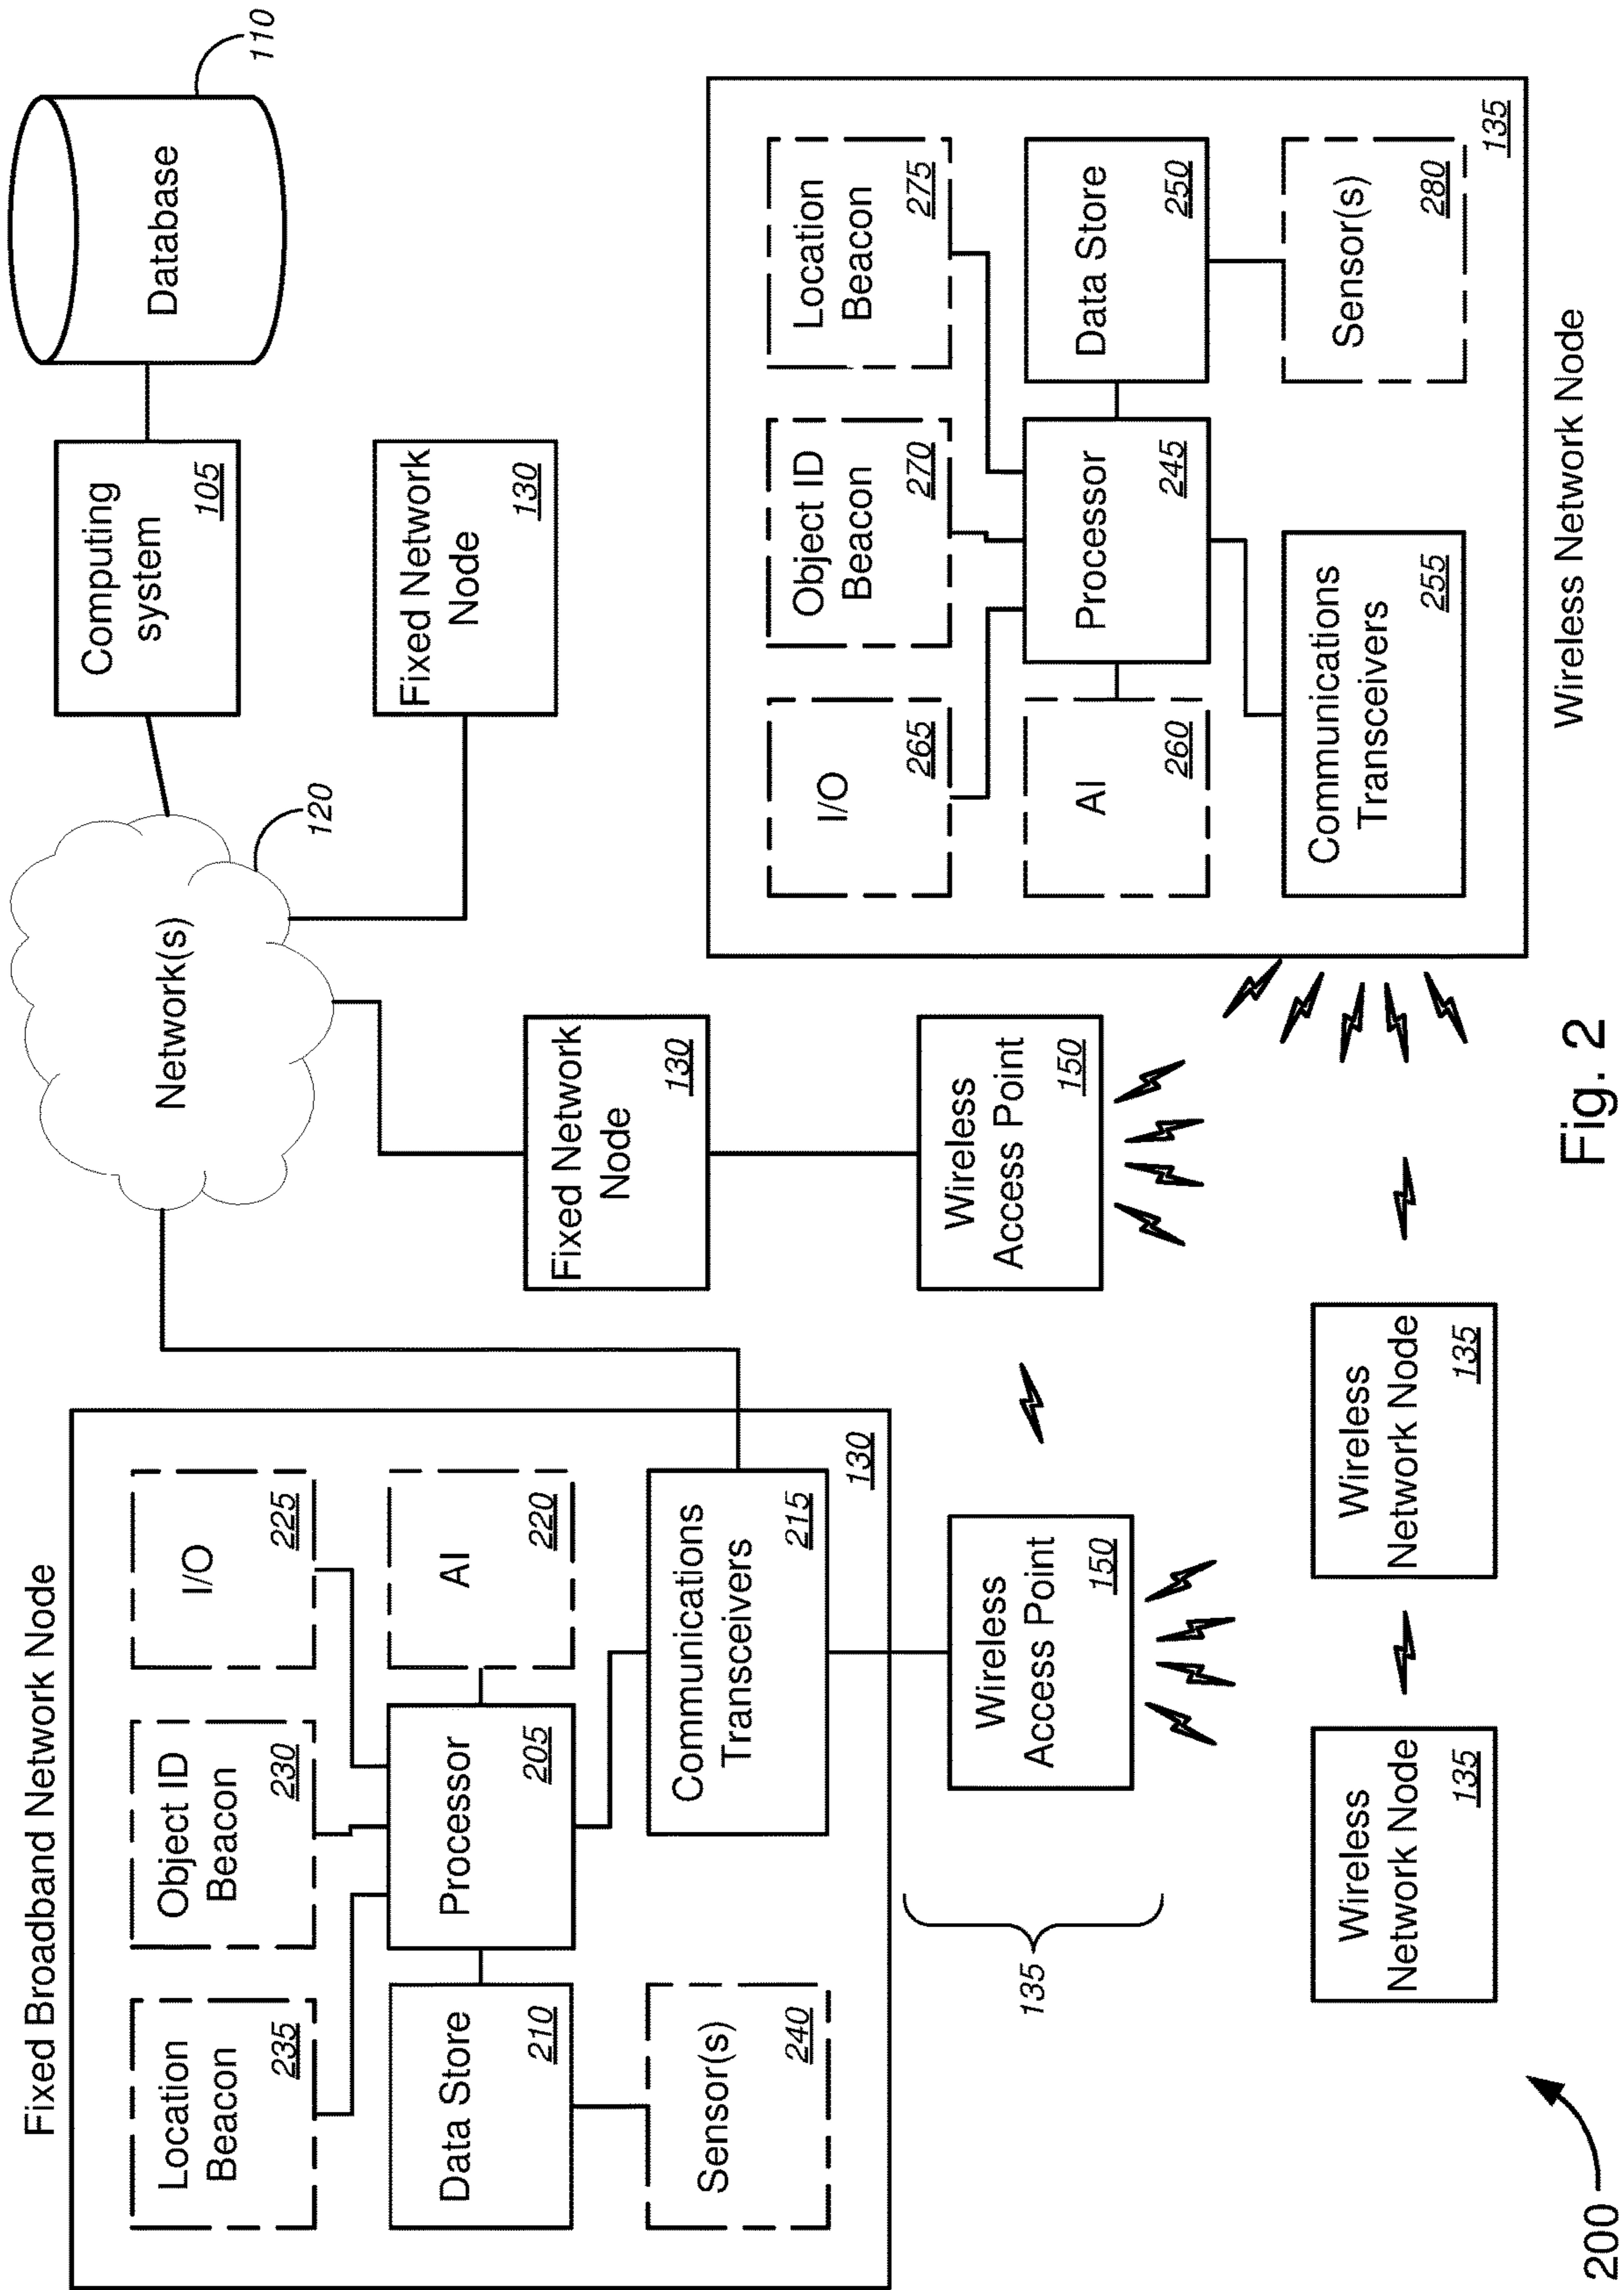 Fixed Broadband Network Node
Location
Beacon
235
Object ID
Beacon
230
I/O
225
Data Store
210
Processor
205
AI
220
Sensor(s)
240
Communications
Transceivers
215
130
Network(s)
120
Computing
system
105
Database
110
Fixed Network
Node
130
Fixed Network
Node
130
135
Wireless
Access Point
150
Wireless
Access Point
150
I/O
265
Object ID
Beacon
270
Location
Beacon
275
AI
260
Processor
245
Data Store
250
Communications
Transceivers
255
Sensor(s)
280
135
Wireless Network Node
Wireless
Network Node
135
Wireless
Network Node
135
200
Fig. 2